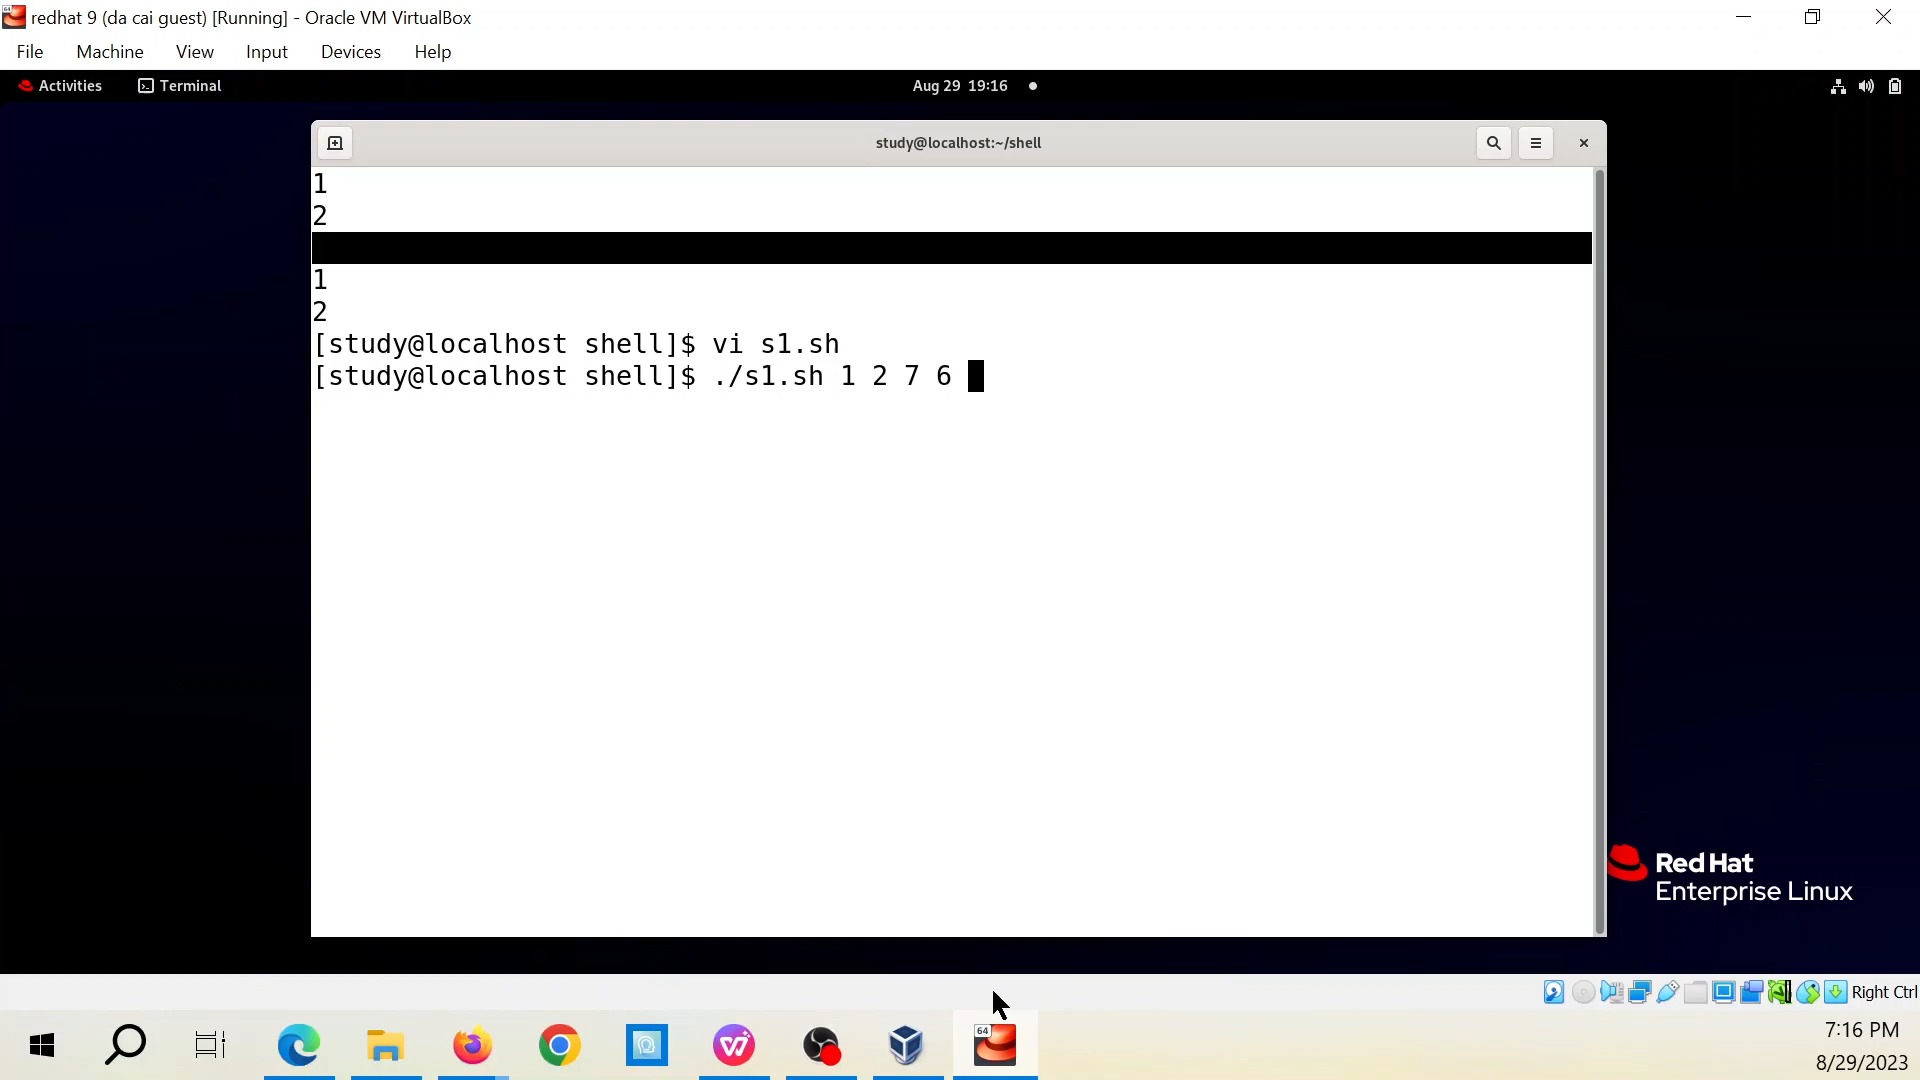 redhat 9 (da cai guest) [Running] - Oracle VM VirtualBox
File Machine View Input Devices Help
Activities Terminal Aug 29 19:16
study@localhost:~/shell
1
2
1
2
[study@localhost shell]$ vi s1.sh
[study@localhost shell]$ ./s1.sh 1 2 7 6
Red Hat
Enterprise Linux
Right Ctrl
64
7:16 PM
8/29/2023